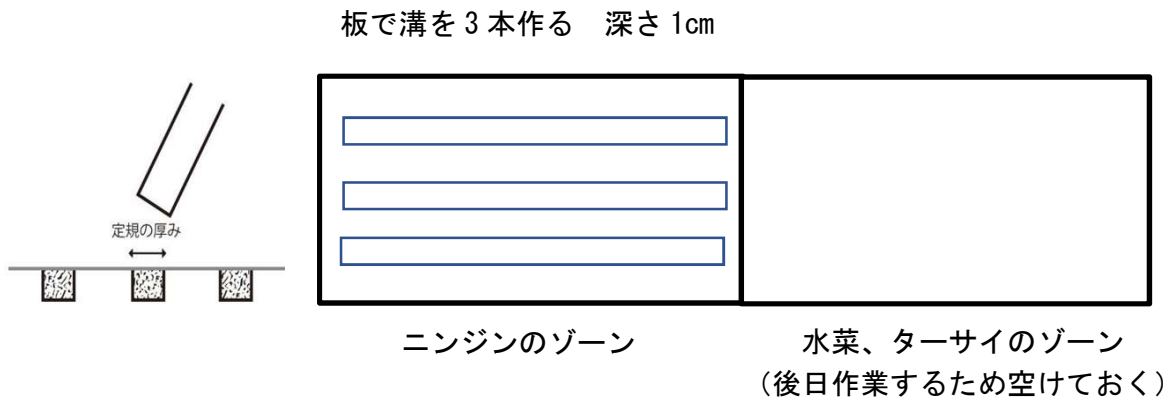 板で溝を3本作る　深さ1cm
定規の厚み
ニンジンのゾーン
水菜、ターサイのゾーン
（後日作業するため空けておく）